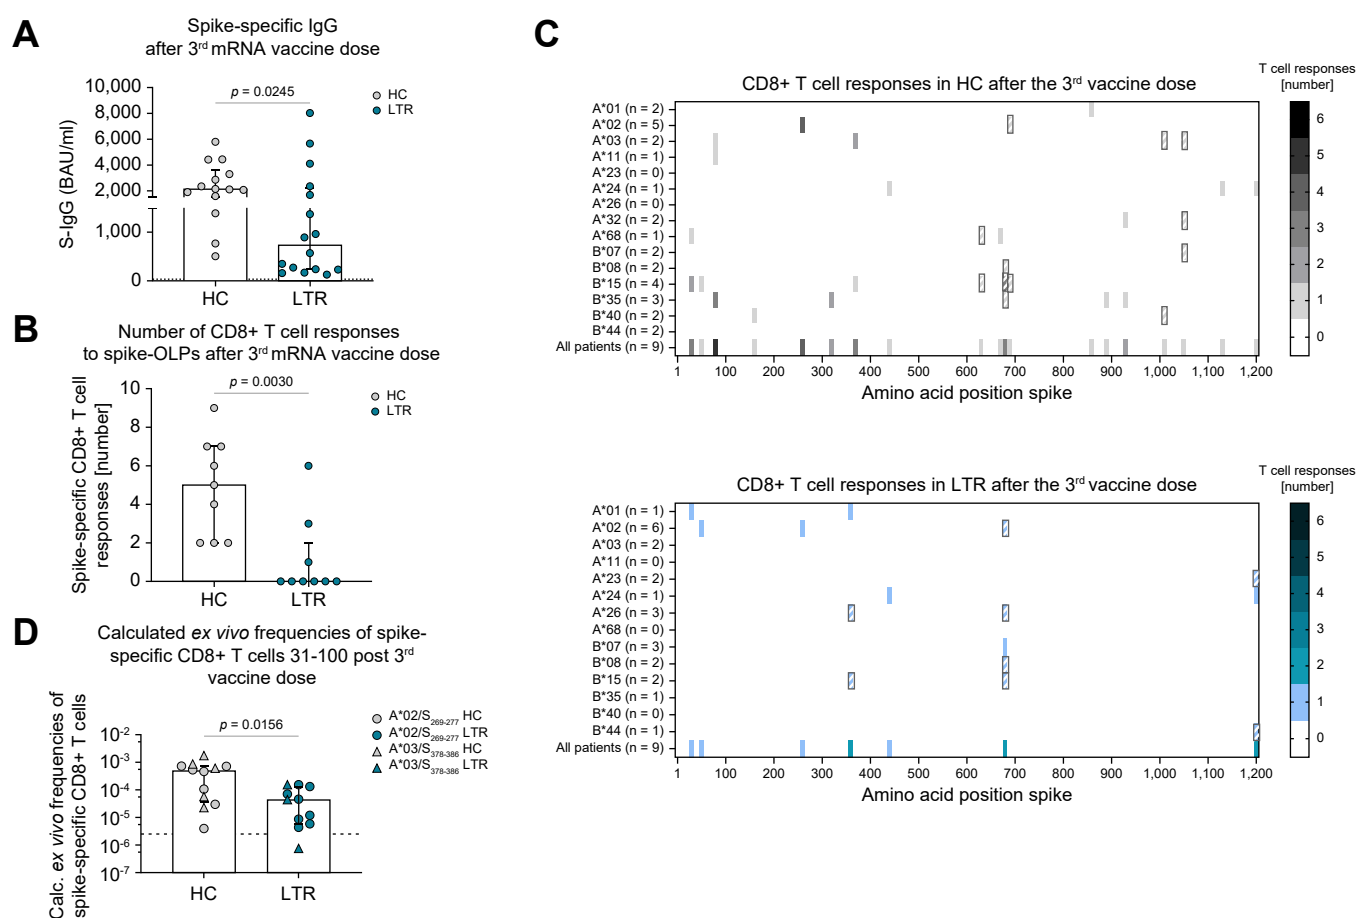 A
Spike-specific IgG
after 3rd mRNA vaccine dose
S-IgG (BAU/ml)
10,000
8,000
6,000
4,000
2,000
1,000
0
p = 0.0245
HC
LTR
HC
LTR
B
Number of CD8+ T cell responses
to spike-OLPs after 3rd mRNA vaccine dose
Spike-specific CD8+ T cell
responses [number]
10
8
6
4
2
0
p = 0.0030
HC
LTR
HC
LTR
D
Calculated ex vivo frequencies of spike-
specific CD8+ T cells 31-100 post 3rd
vaccine dose
Calc. ex vivo frequencies of
spike-specific CD8+ T cells
10-2
10-3
10-4
10-5
10-6
10-7
p = 0.0156
A*02/S269-277 HC
A*02/S269-277 LTR
A*03/S378-386 HC
A*03/S378-386 LTR
HC
LTR
C
CD8+ T cell responses in HC after the 3rd vaccine dose
A*01 (n = 2)
A*02 (n = 5)
A*03 (n = 2)
A*11 (n = 1)
A*23 (n = 0)
A*24 (n = 1)
A*26 (n = 0)
A*32 (n = 2)
A*68 (n = 1)
B*07 (n = 2)
B*08 (n = 2)
B*15 (n = 4)
B*35 (n = 3)
B*40 (n = 2)
B*44 (n = 2)
All patients (n = 9)
1 100 200 300 400 500 600 700 800 900 1,000 1,100 1,200
Amino acid position spike
T cell responses
[number]
6
5
4
3
2
1
0
CD8+ T cell responses in LTR after the 3rd vaccine dose
A*01 (n = 1)
A*02 (n = 6)
A*03 (n = 2)
A*11 (n = 0)
A*23 (n = 2)
A*24 (n = 1)
A*26 (n = 3)
A*68 (n = 0)
B*07 (n = 3)
B*08 (n = 2)
B*15 (n = 2)
B*35 (n = 1)
B*40 (n = 0)
B*44 (n = 1)
All patients (n = 9)
1 100 200 300 400 500 600 700 800 900 1,000 1,100 1,200
Amino acid position spike
T cell responses
[number]
6
5
4
3
2
1
0